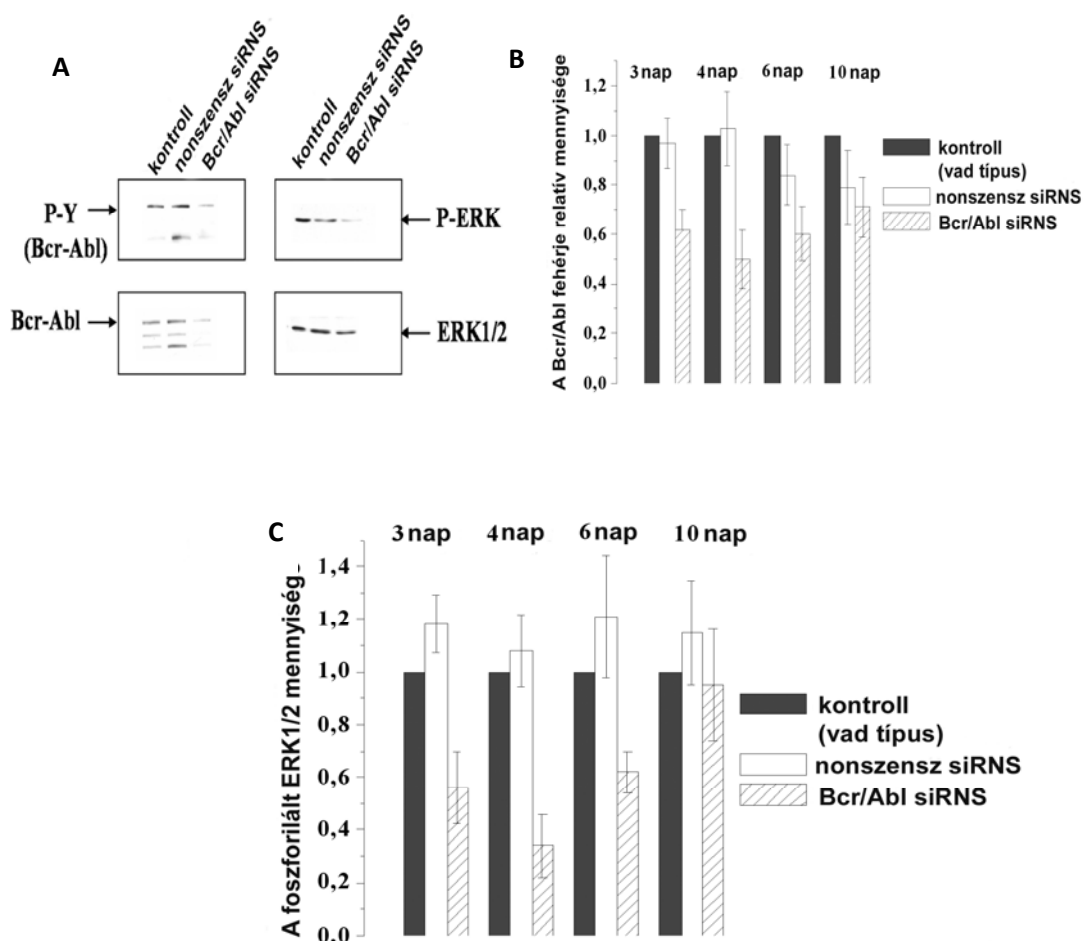 A
kontroll
nonszensz siRNS
Bcr/Abl siRNS
kontroll
nonszensz siRNS
Bcr/Abl siRNS
P-Y
(Bcr-Abl)
P-ERK
Bcr-Abl
ERK1/2
B
A Bcr/Abl fehérje relatív mennyisége
3 nap 4 nap 6 nap 10 nap
1,2
1,0
0,8
0,6
0,4
0,2
0,0
kontroll
(vad típus)
nonszensz siRNS
Bcr/Abl siRNS
C
A foszforilált ERK1/2 mennyiség
3 nap 4 nap 6 nap 10 nap
1,4
1,2
1,0
0,8
0,6
0,4
0,2
0,0
kontroll
(vad típus)
nonszensz siRNS
Bcr/Abl siRNS